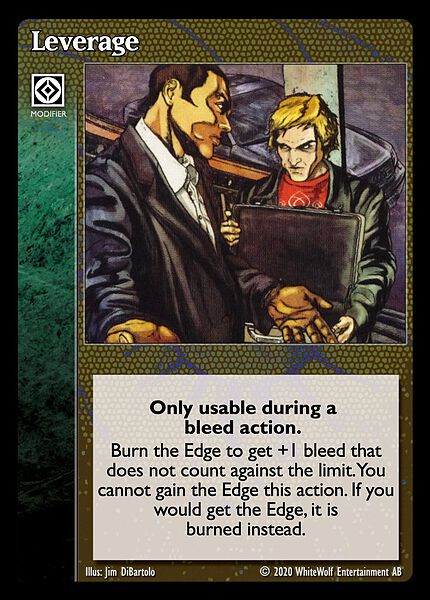 Leverage
MODIFIER
Only usable during a
bleed action.
Burn the Edge to get +1 bleed that
does not count against the limit. You
cannot gain the Edge this action. If you
would get the Edge, it is
burned instead.
Illus: Jim DiBartolo
© 2020 WhiteWolf Entertainment AB